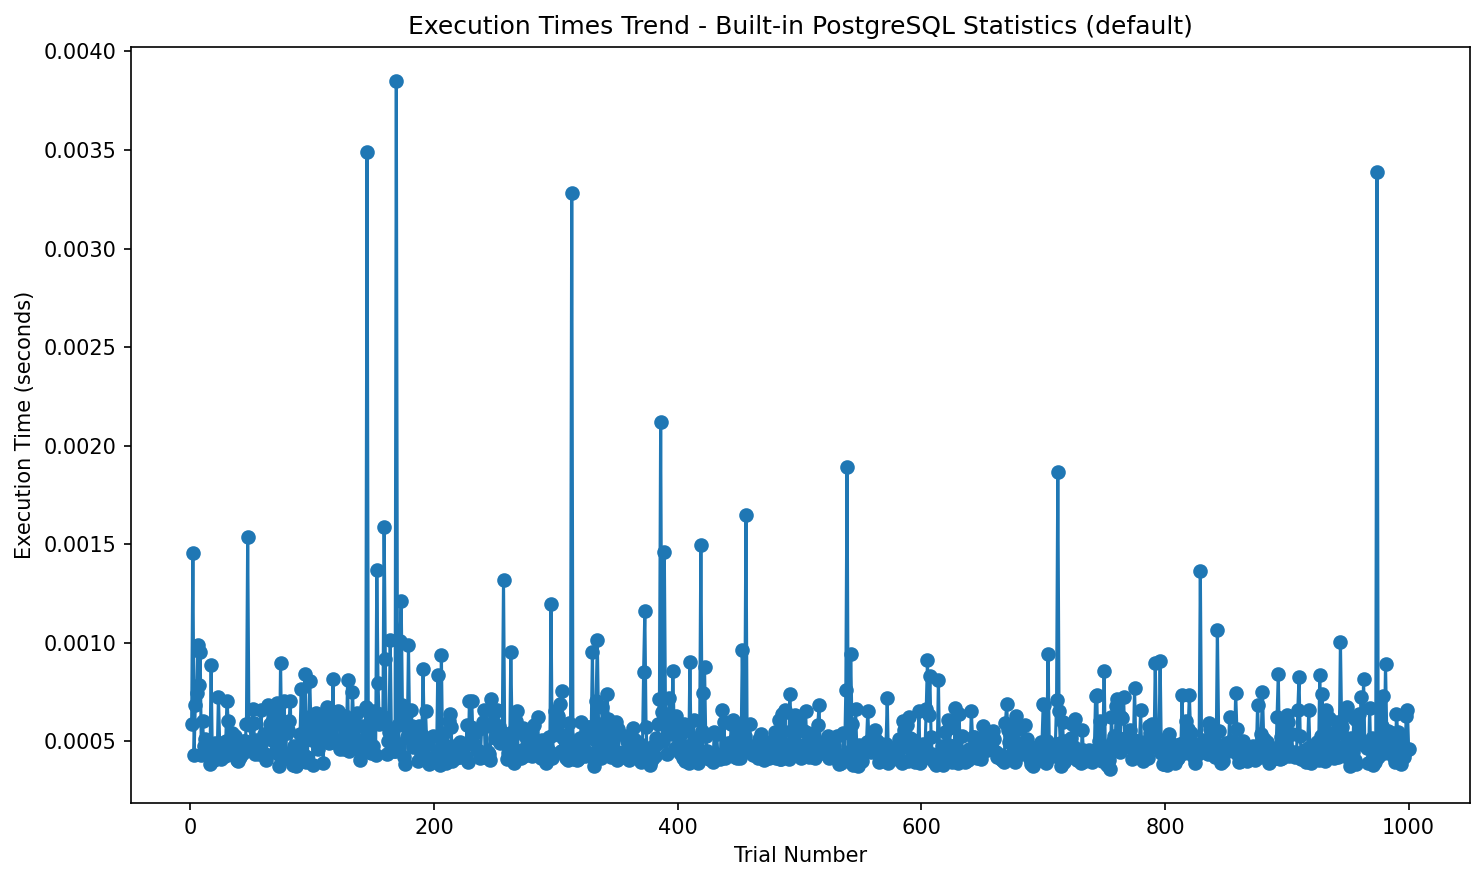 Execution Times Trend - Built-in PostgreSQL Statistics (default)
0.0040
0.0035
0.0030
0.0025
0.0020
0.0015
0.0010
0.0005
Execution Time (seconds)
0 200 400 600 800 1000
Trial Number